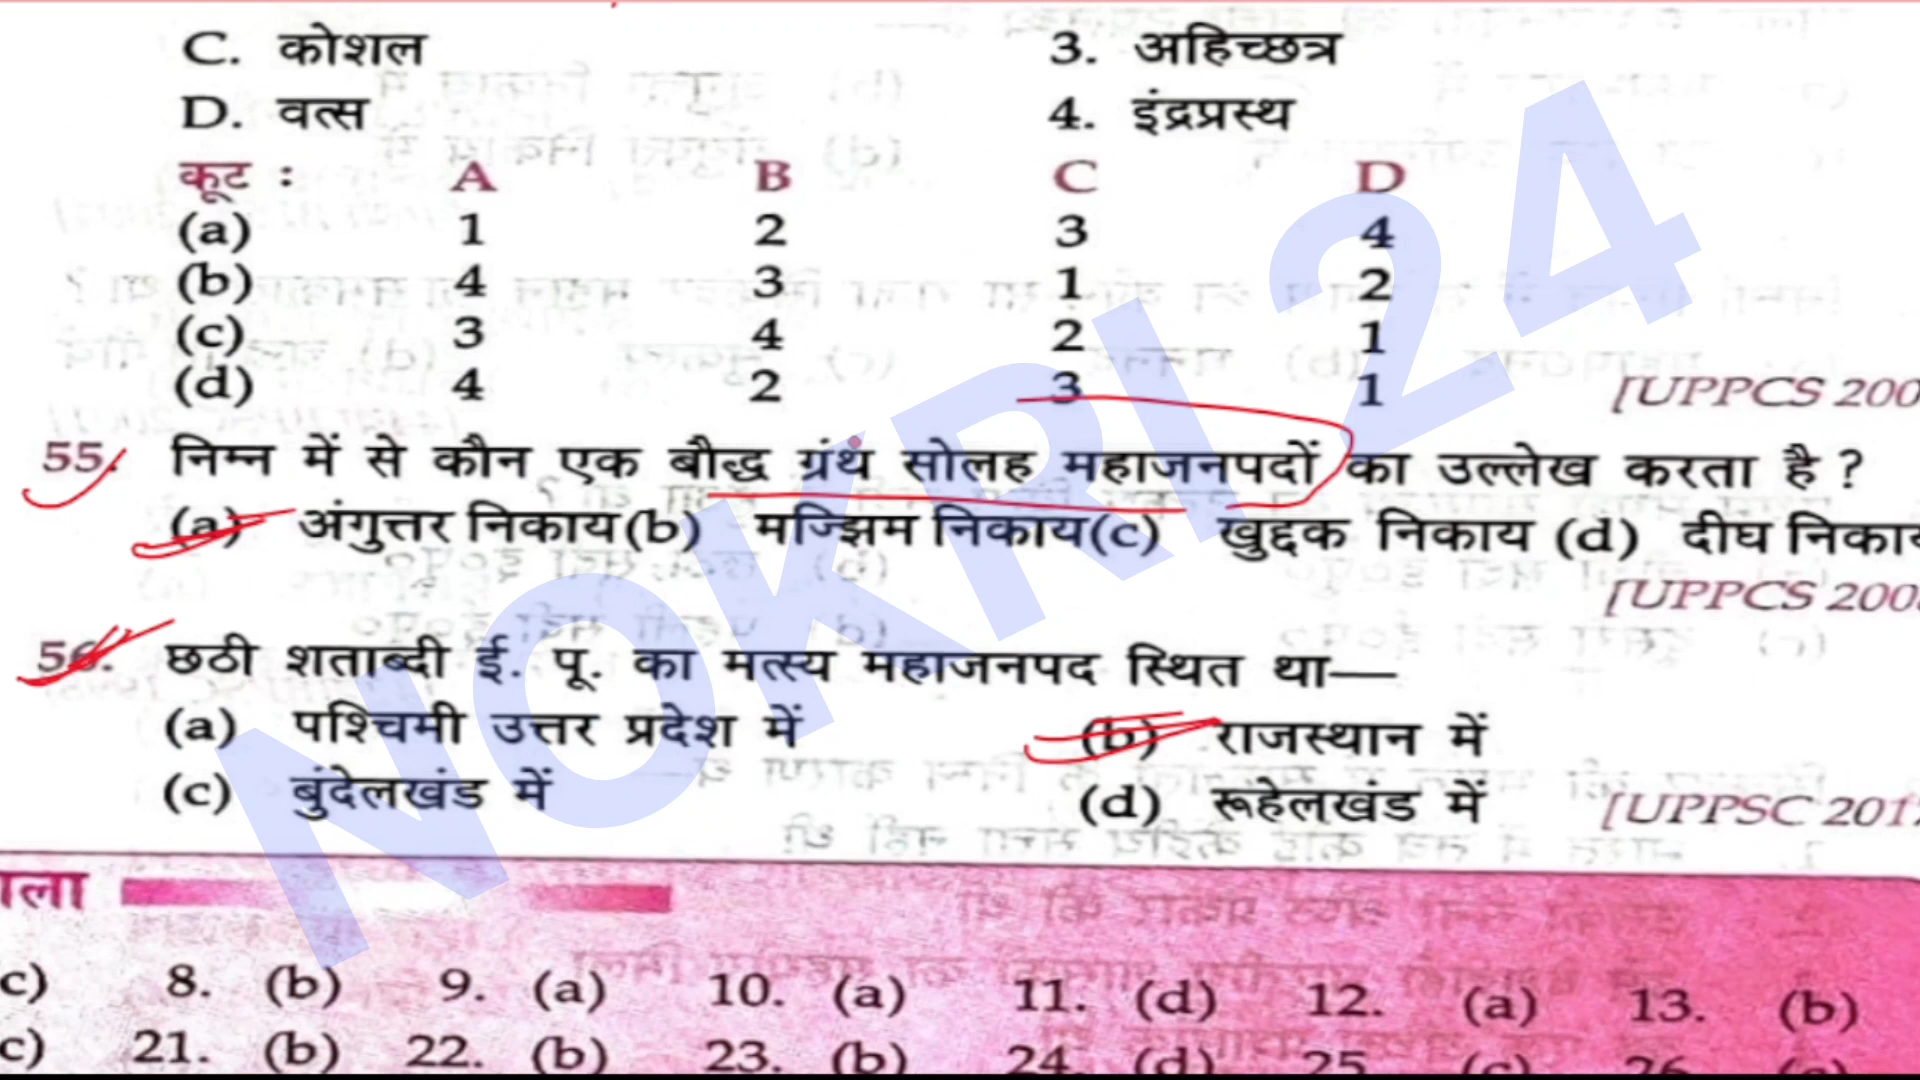 C. कोशल 3. अहिच्छत्र
D. वत्स 4. इंद्रप्रस्थ
कूट : A B C D
(a) 1 2 3 4
(b) 4 3 1 2
(c) 3 4 2 1
(d) 4 2 3 1 [UPPCS 200
55. निम्न में से कौन एक बौद्ध ग्रंथ सोलह महाजनपदों का उल्लेख करता है ?
(a) अंगुत्तर निकाय (b) मज्झिम निकाय (c) खुद्दक निकाय (d) दीघ निकाय
[UPPCS 200
56. छठी शताब्दी ई. पू. का मत्स्य महाजनपद स्थित था—
(a) पश्चिमी उत्तर प्रदेश में (b) राजस्थान में
(c) बुंदेलखंड में (d) रूहेलखंड में [UPPSC 201
NOKRI 24
c) 8. (b) 9. (a) 10. (a) 11. (d) 12. (a) 13. (b)
c) 21. (b) 22. (b) 23. (b) 24. (d) 25. (c) 26. (a)